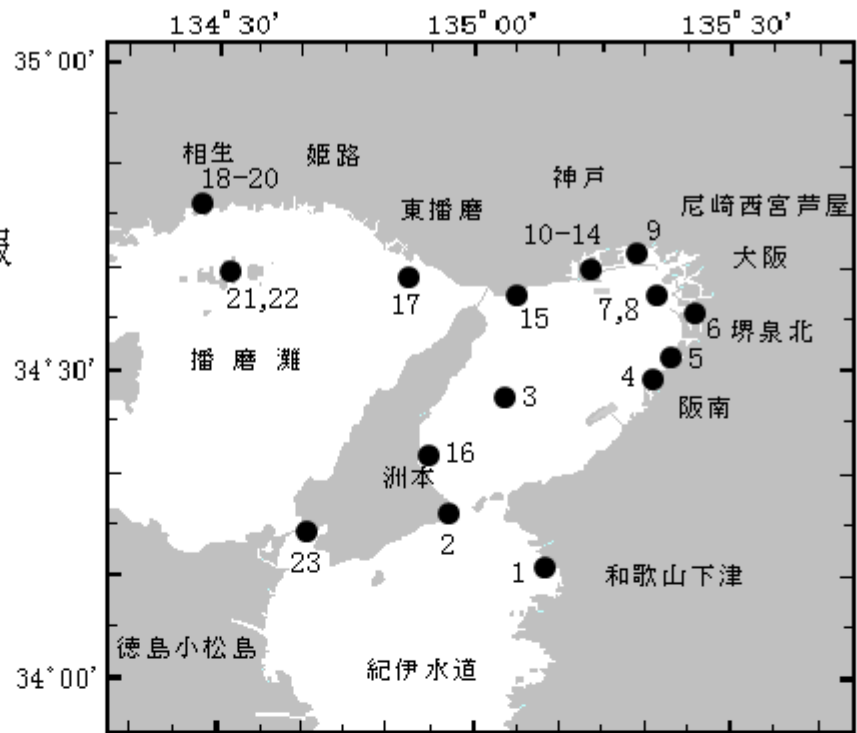 134°30' 135°00' 135°30'
35°00'
相生 姫路
神戸
18-20
東播磨
尼崎西宮芦屋
10-14 9
大阪
21,22 17 15 7,8
6 堺泉北
播磨灘
34°30'
5
4
阪南
3
16
洲本
2
23
1
和歌山下津
徳島小松島
紀伊水道
34°00'